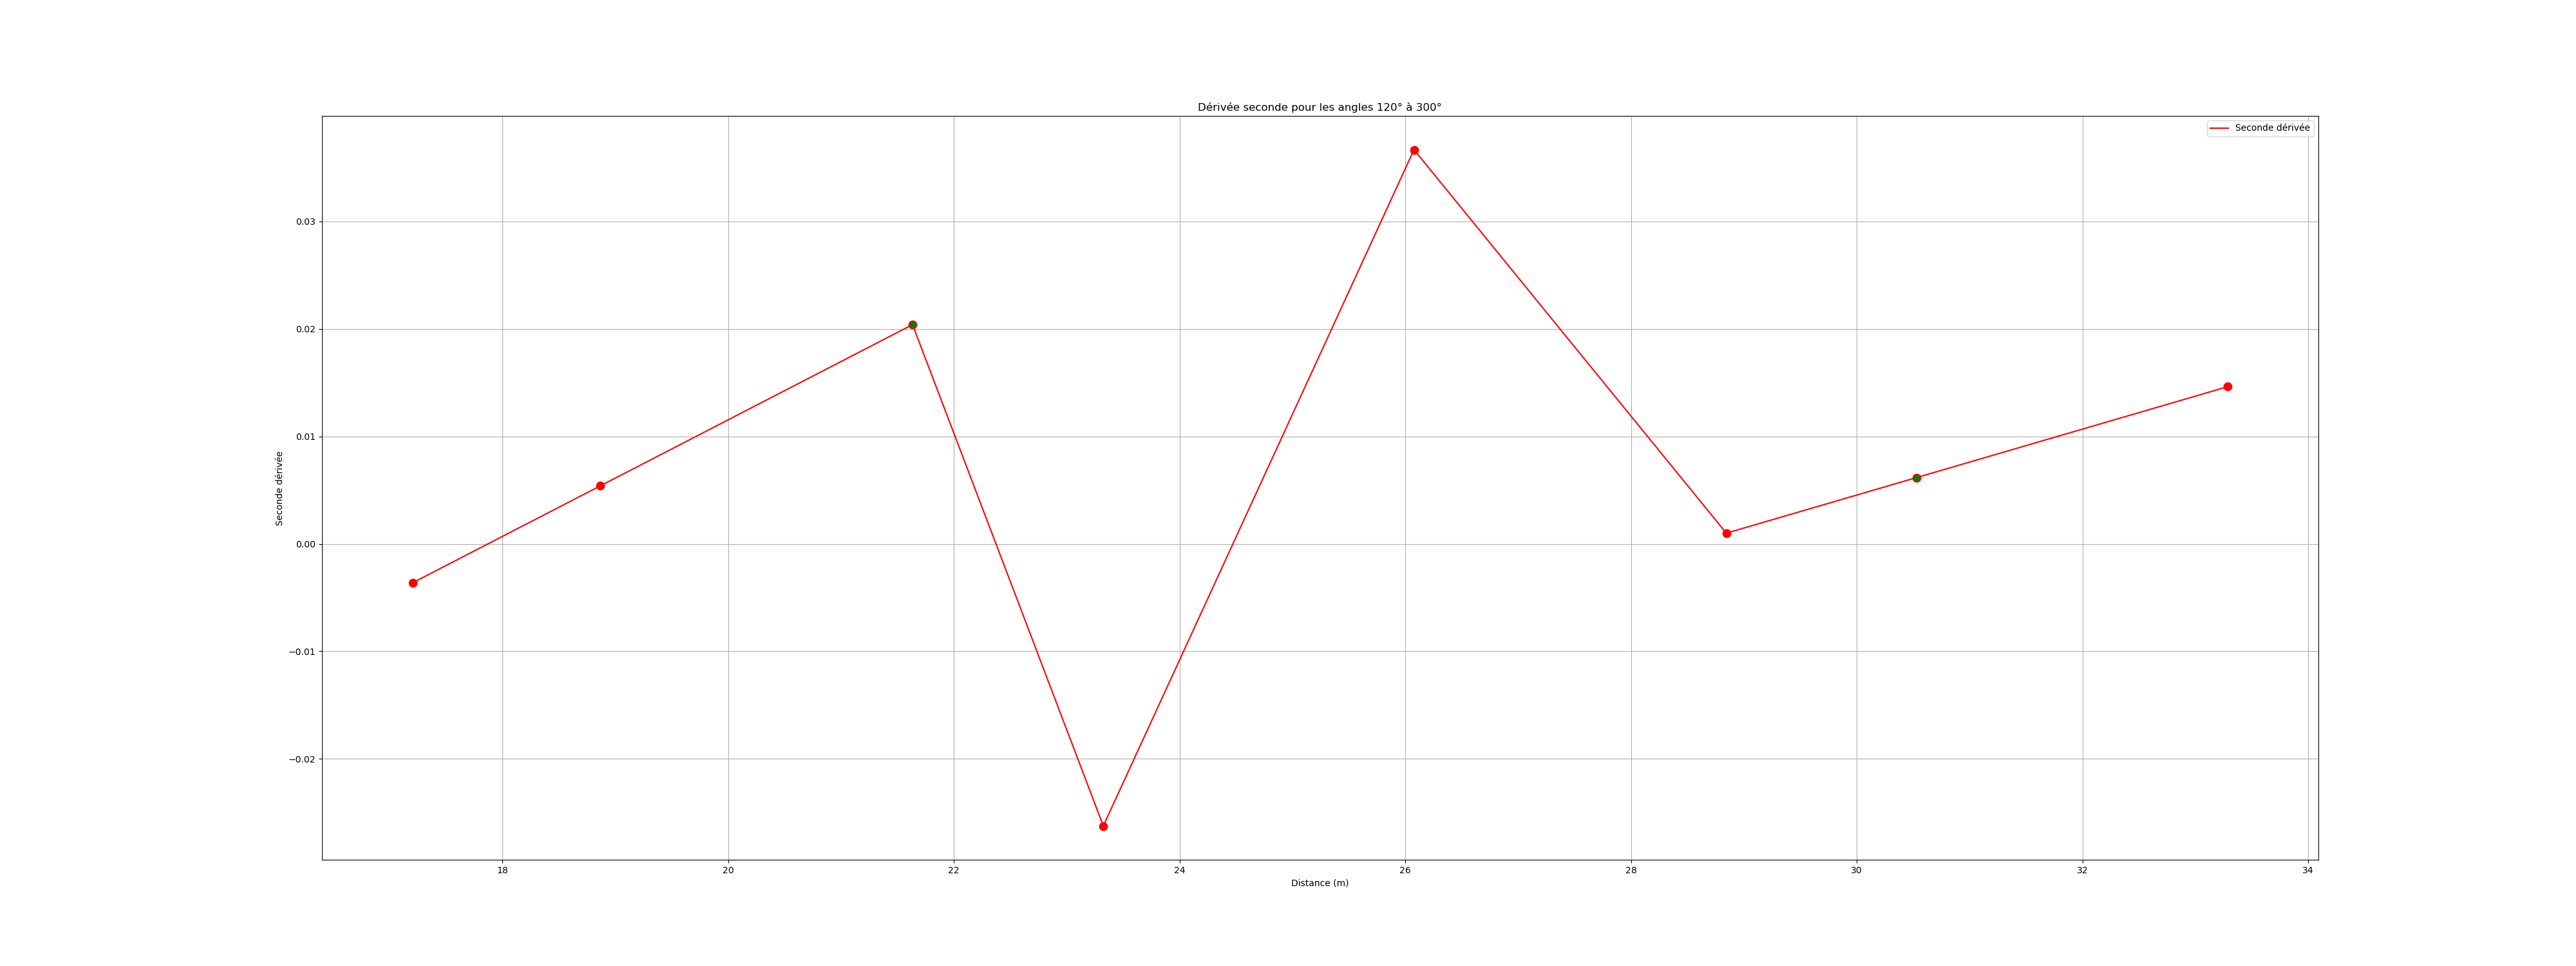 Dérivée seconde pour les angles 120° à 300°
Seconde dérivée
0.03
0.02
0.01
0.00
−0.01
−0.02
Seconde dérivée
18 20 22 24 26 28 30 32 34
Distance (m)